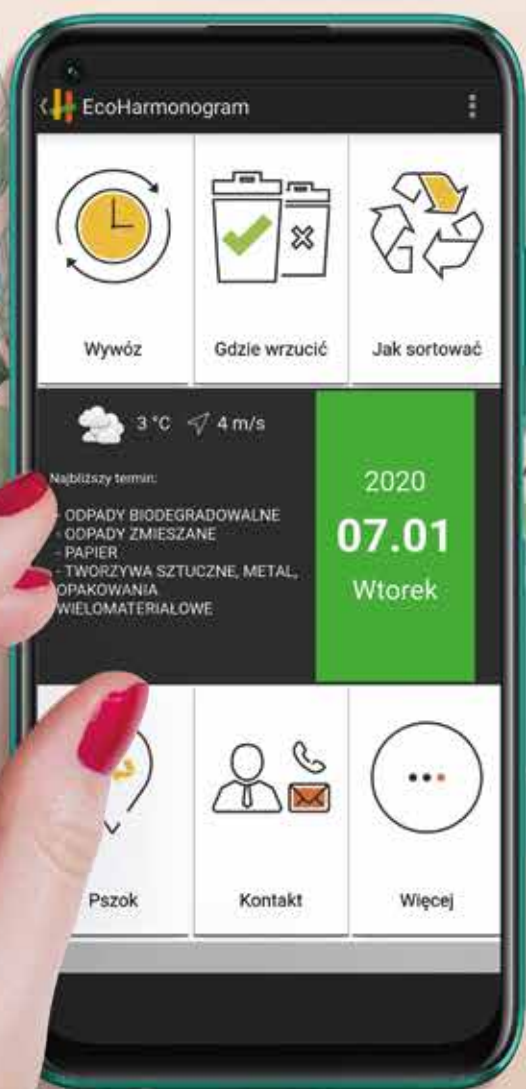 EcoHarmonogram
Wywóz
Gdzie wrzucić
Jak sortować
3 °C 4 m/s
Najbliższy termin:
- ODPADY BIODEGRADOWALNE
- ODPADY ZMIESZANE
- PAPIER
- TWORZYWA SZTUCZNE, METAL,
OPAKOWANIA
WIELOMATERIAŁOWE
2020
07.01
Wtorek
Pszok
Kontakt
Więcej